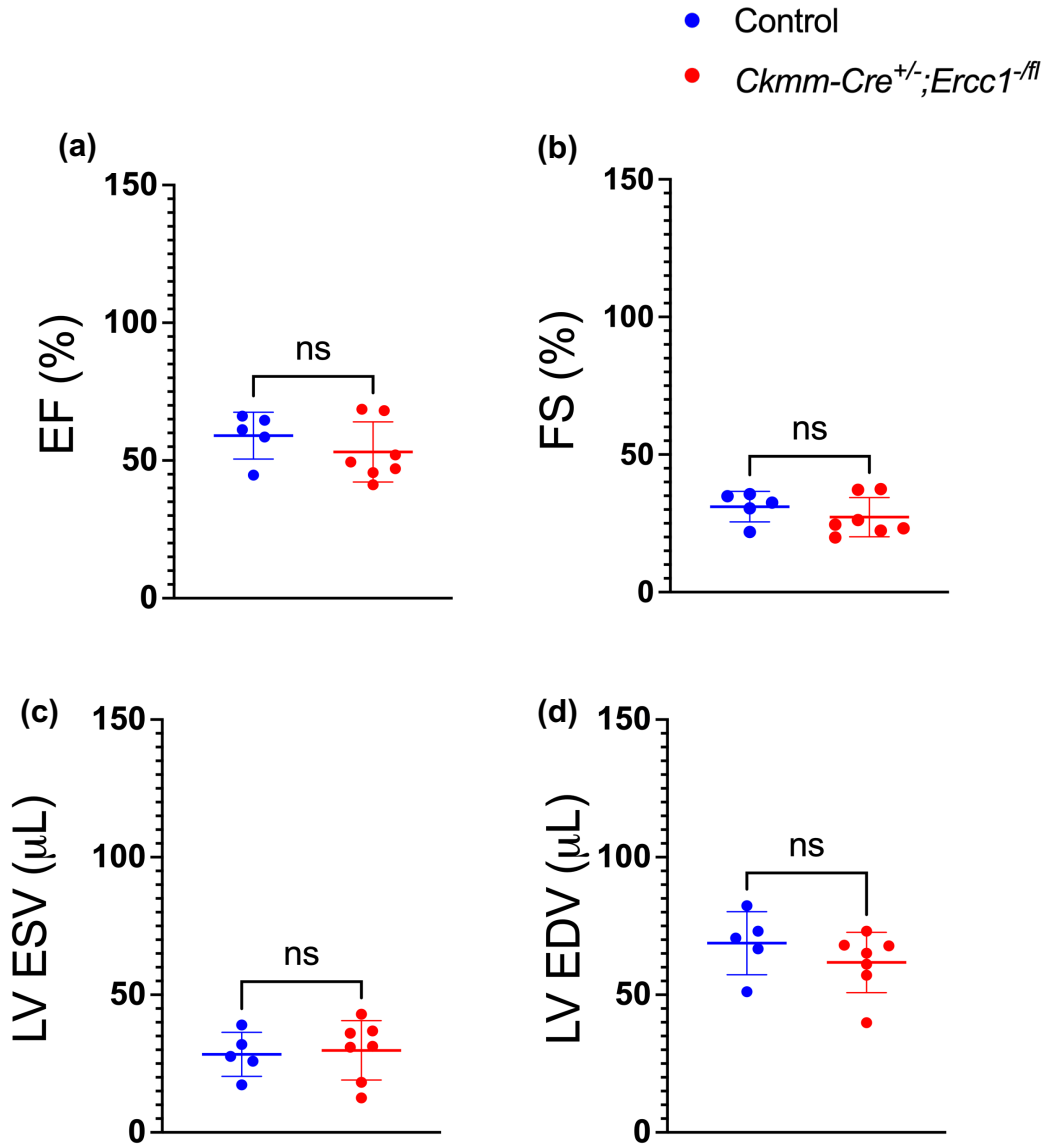 Control
Ckmm-Cre+/-;Ercc1-/fl
(a)
150
100
50
0
EF (%)
ns
(b)
150
100
50
0
FS (%)
ns
(c)
150
100
50
0
LV ESV (μL)
ns
(d)
150
100
50
0
LV EDV (μL)
ns